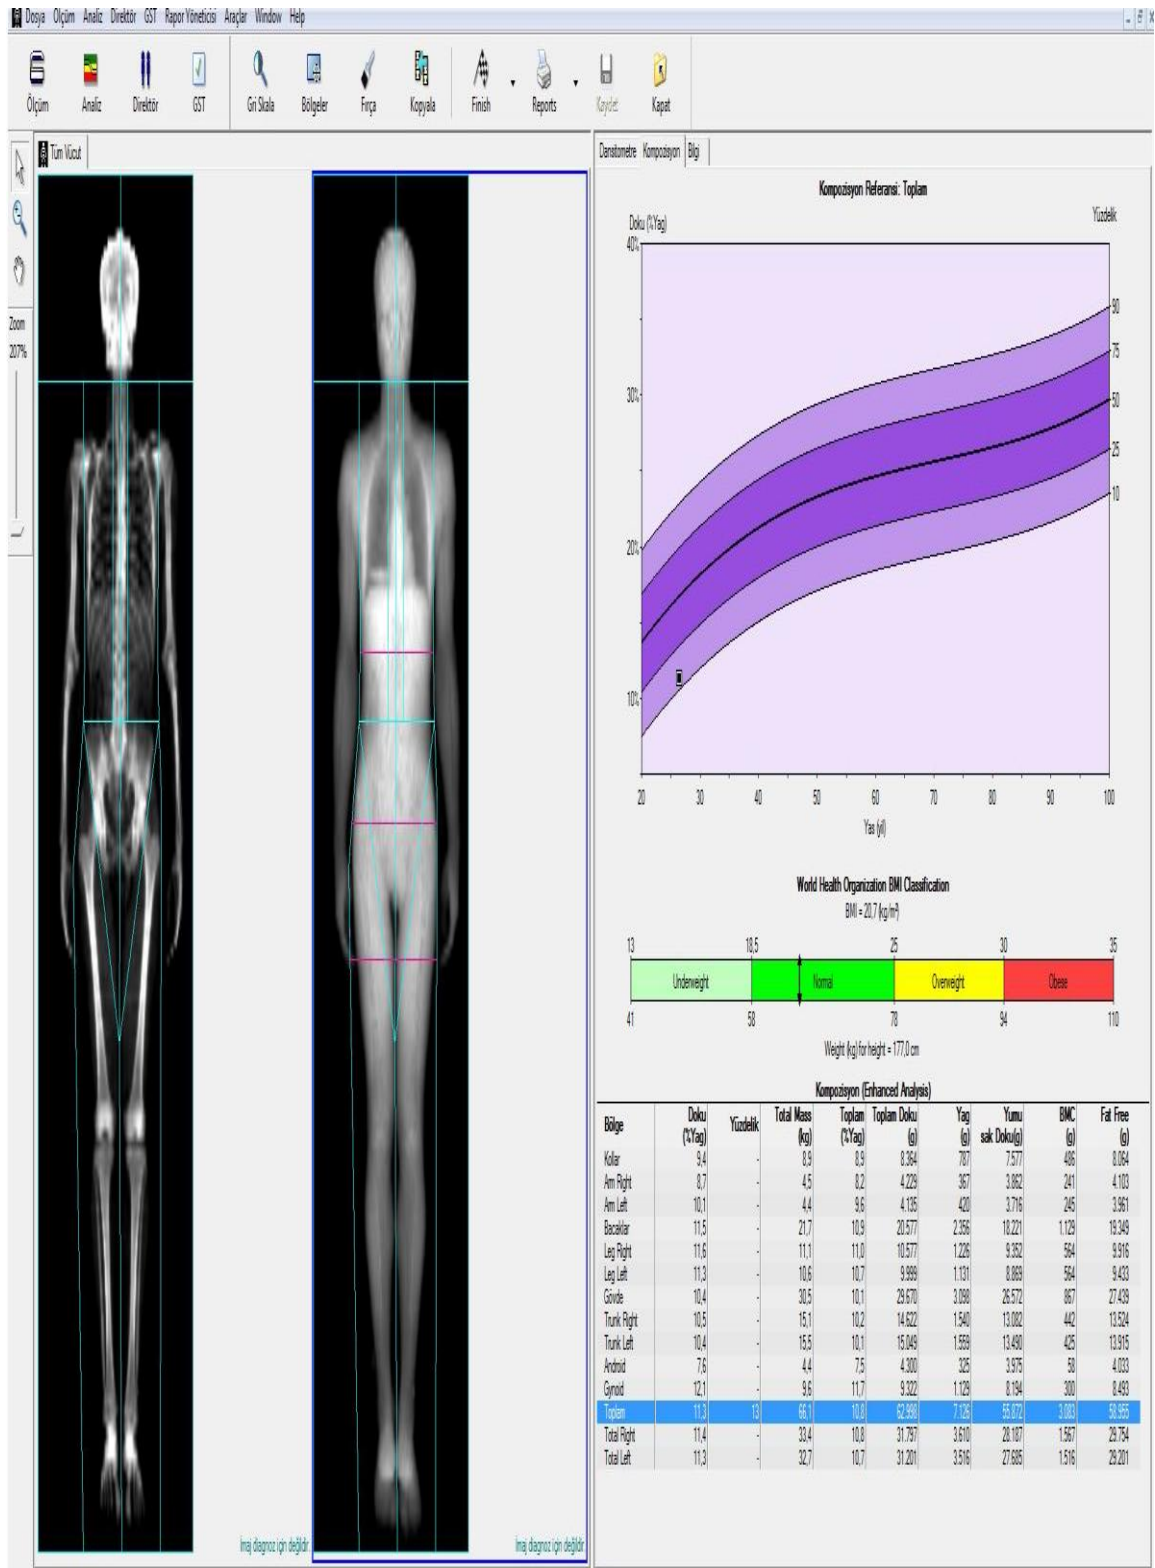 Dosya Ölçüm Analiz Direktör GST Rapor Yöneticisi Araçlar Window Help
Ölçüm Analiz Direktör GST Gri Skala Bölgeler Fırça Kopyala Finish Reports Kaydet Kapat
Tüm Vücut
Dansitometre Kompozisyon Bilgi
Zoom
207%
İmaj diagnoz için değildir.
İmaj diagnoz için değildir.
Kompozisyon Referansı: Toplam
Doku (%Yag) Yüzdelik
40%
30%
20%
10%
90
75
50
25
10
20 30 40 50 60 70 80 90 100
Yas (yil)
World Health Organization BMI Classification
BMI = 20,7 (kg/m²)
13 18,5 25 30 35
Underweight Normal Overweight Obese
41 58 78 94 110
Weight (kg) for height = 177,0 cm
Kompozisyon (Enhanced Analysis)
Bölge Doku (%Yag) Yüzdelik Total Mass (kg) Toplam (%Yag) Toplam Doku (g) Yag (g) Yumu sak Doku(g) BMC (g) Fat Free (g)
Kollar 9,4 - 8,9 8,9 8.364 787 7.577 486 8.064
Arm Right 8,7 - 4,5 8,2 4.229 367 3.862 241 4.103
Arm Left 10,1 - 4,4 9,6 4.135 420 3.716 245 3.961
Bacaklar 11,5 - 21,7 10,9 20.577 2.356 18.221 1.129 19.349
Leg Right 11,6 - 11,1 11,0 10.577 1.226 9.352 564 9.916
Leg Left 11,3 - 10,6 10,7 9.999 1.131 8.869 564 9.433
Gövde 10,4 - 30,5 10,1 29.670 3.098 26.572 867 27.439
Trunk Right 10,5 - 15,1 10,2 14.622 1.540 13.082 442 13.524
Trunk Left 10,4 - 15,5 10,1 15.049 1.559 13.490 425 13.915
Android 7,6 - 4,4 7,5 4.300 325 3.975 58 4.033
Gynoid 12,1 - 9,6 11,7 9.322 1.129 8.194 300 8.493
Toplam 11,3 13 66,1 10,8 62.998 7.126 55.872 3.083 58.955
Total Right 11,4 - 33,4 10,8 31.797 3.610 28.187 1.567 29.754
Total Left 11,3 - 32,7 10,7 31.201 3.516 27.685 1.516 29.201